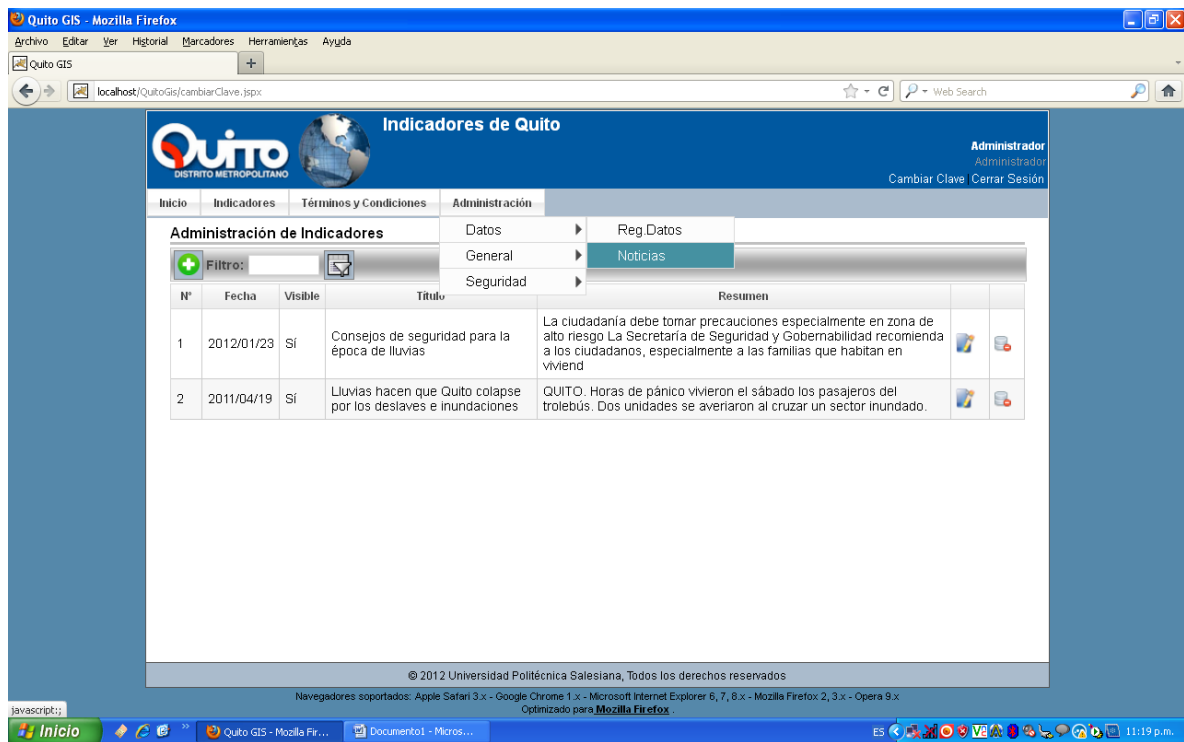 Quito GIS - Mozilla Firefox
Archivo Editar Ver Historial Marcadores Herramientas Ayuda
Quito GIS
localhost/QuitoGis/cambiarClave.jspx
Web Search
QUITO
DISTRITO METROPOLITANO
Indicadores de Quito
Administrador
Administrador
Cambiar Clave | Cerrar Sesión
Inicio Indicadores Términos y Condiciones Administración
Administración de Indicadores
Datos
General
Seguridad
Reg.Datos
Noticias
Filtro:
N° Fecha Visible Título Resumen
1 2012/01/23 Sí
Consejos de seguridad para la
época de lluvias
La ciudadanía debe tomar precauciones especialmente en zona de
alto riesgo La Secretaría de Seguridad y Gobernabilidad recomienda
a los ciudadanos, especialmente a las familias que habitan en
viviend
2 2011/04/19 Sí
Lluvias hacen que Quito colapse
por los deslaves e inundaciones
QUITO. Horas de pánico vivieron el sábado los pasajeros del
trolebús. Dos unidades se averiaron al cruzar un sector inundado.
© 2012 Universidad Politécnica Salesiana, Todos los derechos reservados
Navegadores soportados: Apple Safari 3.x - Google Chrome 1.x - Microsoft Internet Explorer 6, 7, 8.x - Mozilla Firefox 2, 3.x - Opera 9.x
Optimizado para Mozilla Firefox .
javascript:;
Inicio
Quito GIS - Mozilla Fir...
Documento1 - Micros...
ES
11:19 p.m.